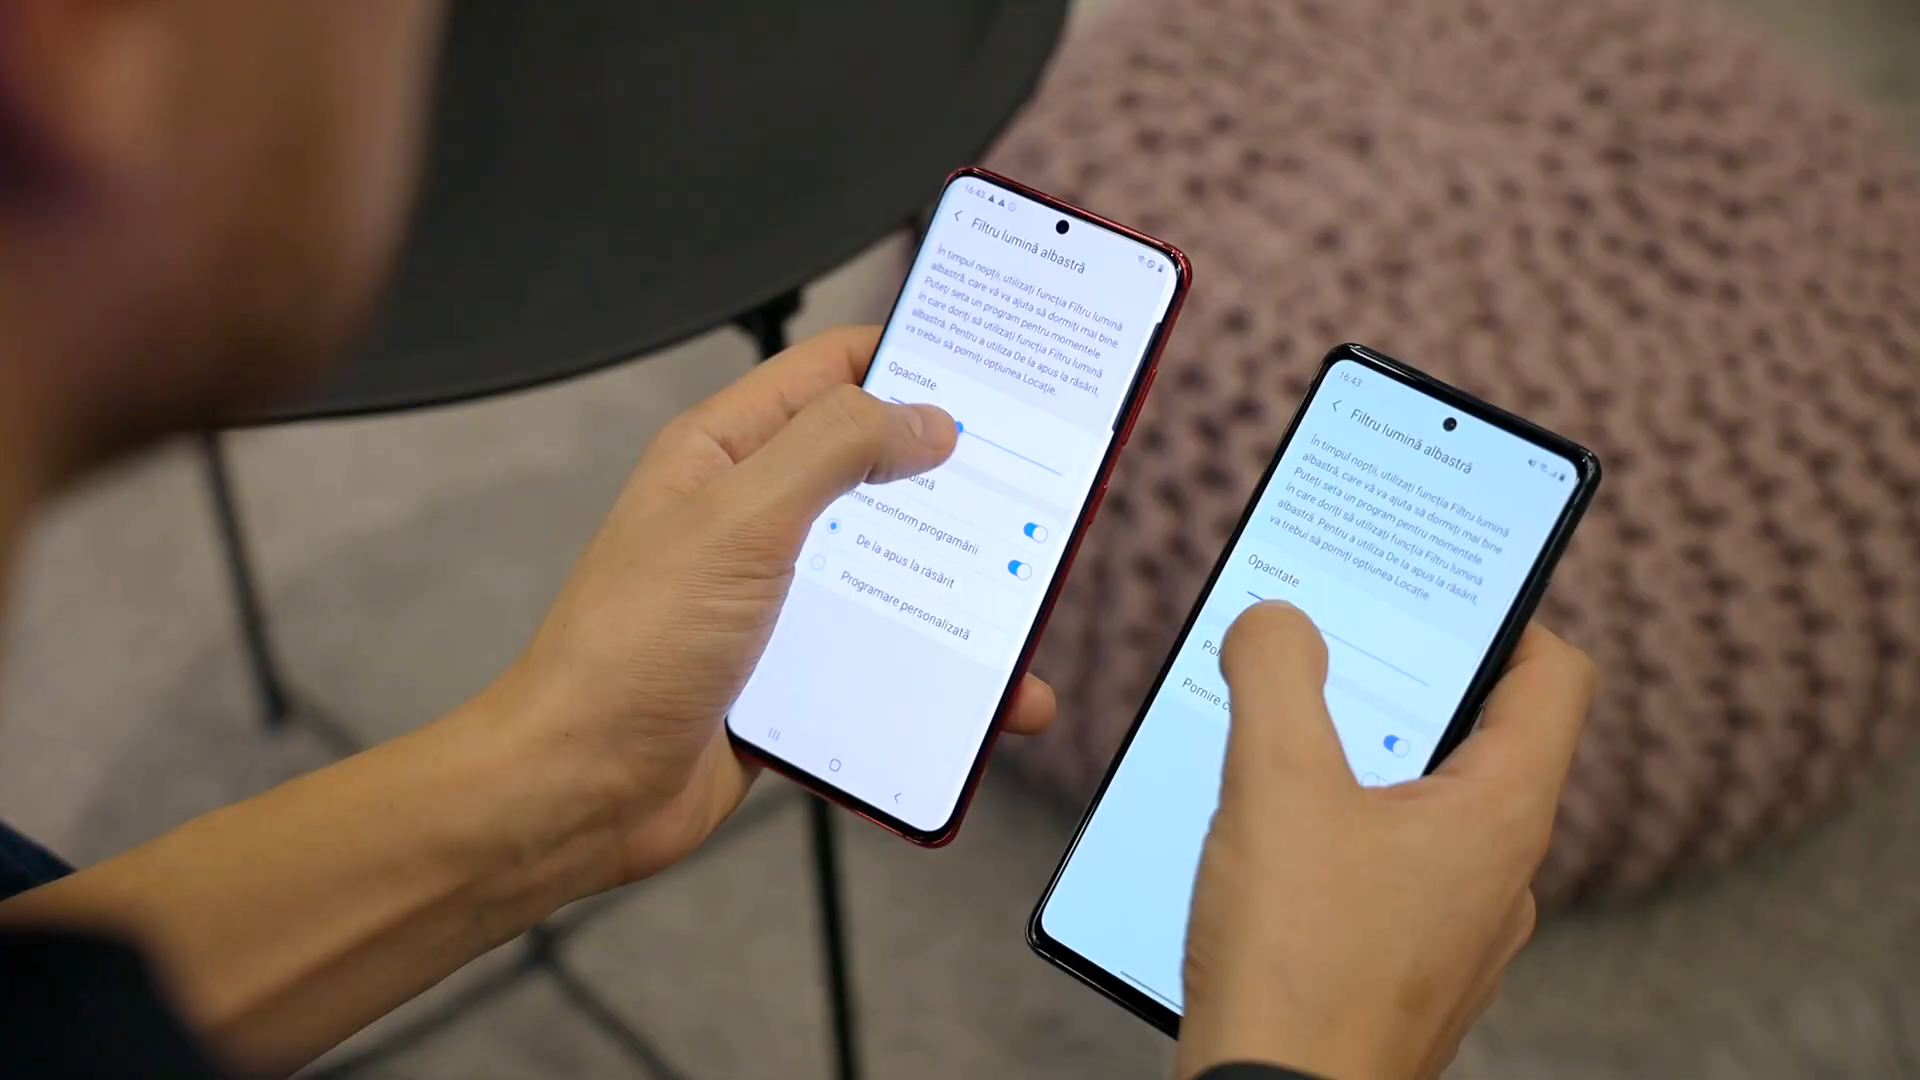 16:43
Filtru lumină albastră
În timpul nopții, utilizați funcția Filtru lumină
albastră, care vă va ajuta să dormiți mai bine.
Puteți seta un program pentru momentele
în care doriți să utilizați funcția Filtru lumină
albastră. Pentru a utiliza De la apus la răsărit,
va trebui să porniți opțiunea Locație.
Opacitate
conform programării
De la apus la răsărit
Programare personalizată
16:43
Filtru lumină albastră
În timpul nopții, utilizați funcția Filtru lumină
albastră, care vă va ajuta să dormiți mai bine
Puteți seta un program pentru momentele
în care doriți să utilizați funcția Filtru lumină
albastră. Pentru a utiliza De la apus la răsărit,
va trebui să porniți opțiunea Locație.
Opacitate
Pornire